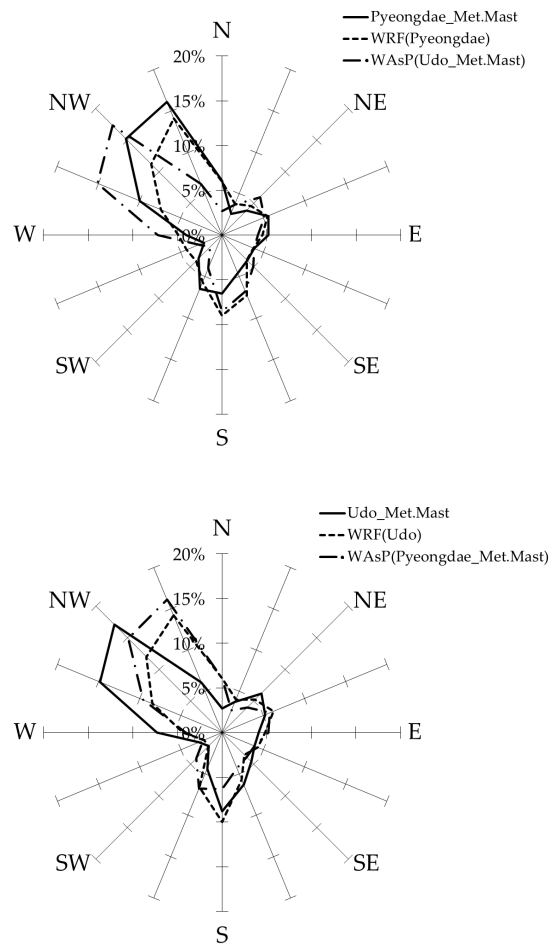 Pyeongdae_Met.Mast
WRF(Pyeongdae)
WAsP(Udo_Met.Mast)
N
20%
15%
NW
NE
10%
5%
W
0%
E
SW
SE
S
Udo_Met.Mast
WRF(Udo)
WAsP(Pyeongdae_Met.Mast)
N
20%
15%
NW
NE
10%
5%
W
0%
E
SW
SE
S